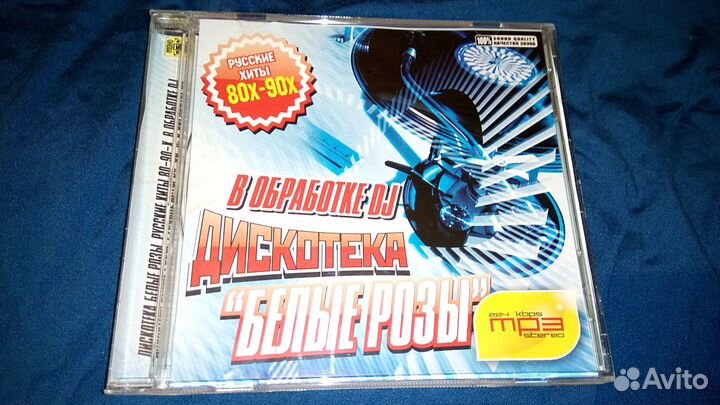 РУССКИЕ
ХИТЫ
80Х-90Х
100% SOUND QUALITY
КАЧЕСТВО ЗВУКА
В ОБРАБОТКЕ DJ
ДИСКОТЕКА
“БЕЛЫЕ РОЗЫ”
224 kbps
mp3
stereo
ДИСКОТЕКА БЕЛЫЕ РОЗЫ РУССКИЕ ХИТЫ 80-90-Х В ОБРАБОТКЕ DJ
Avito